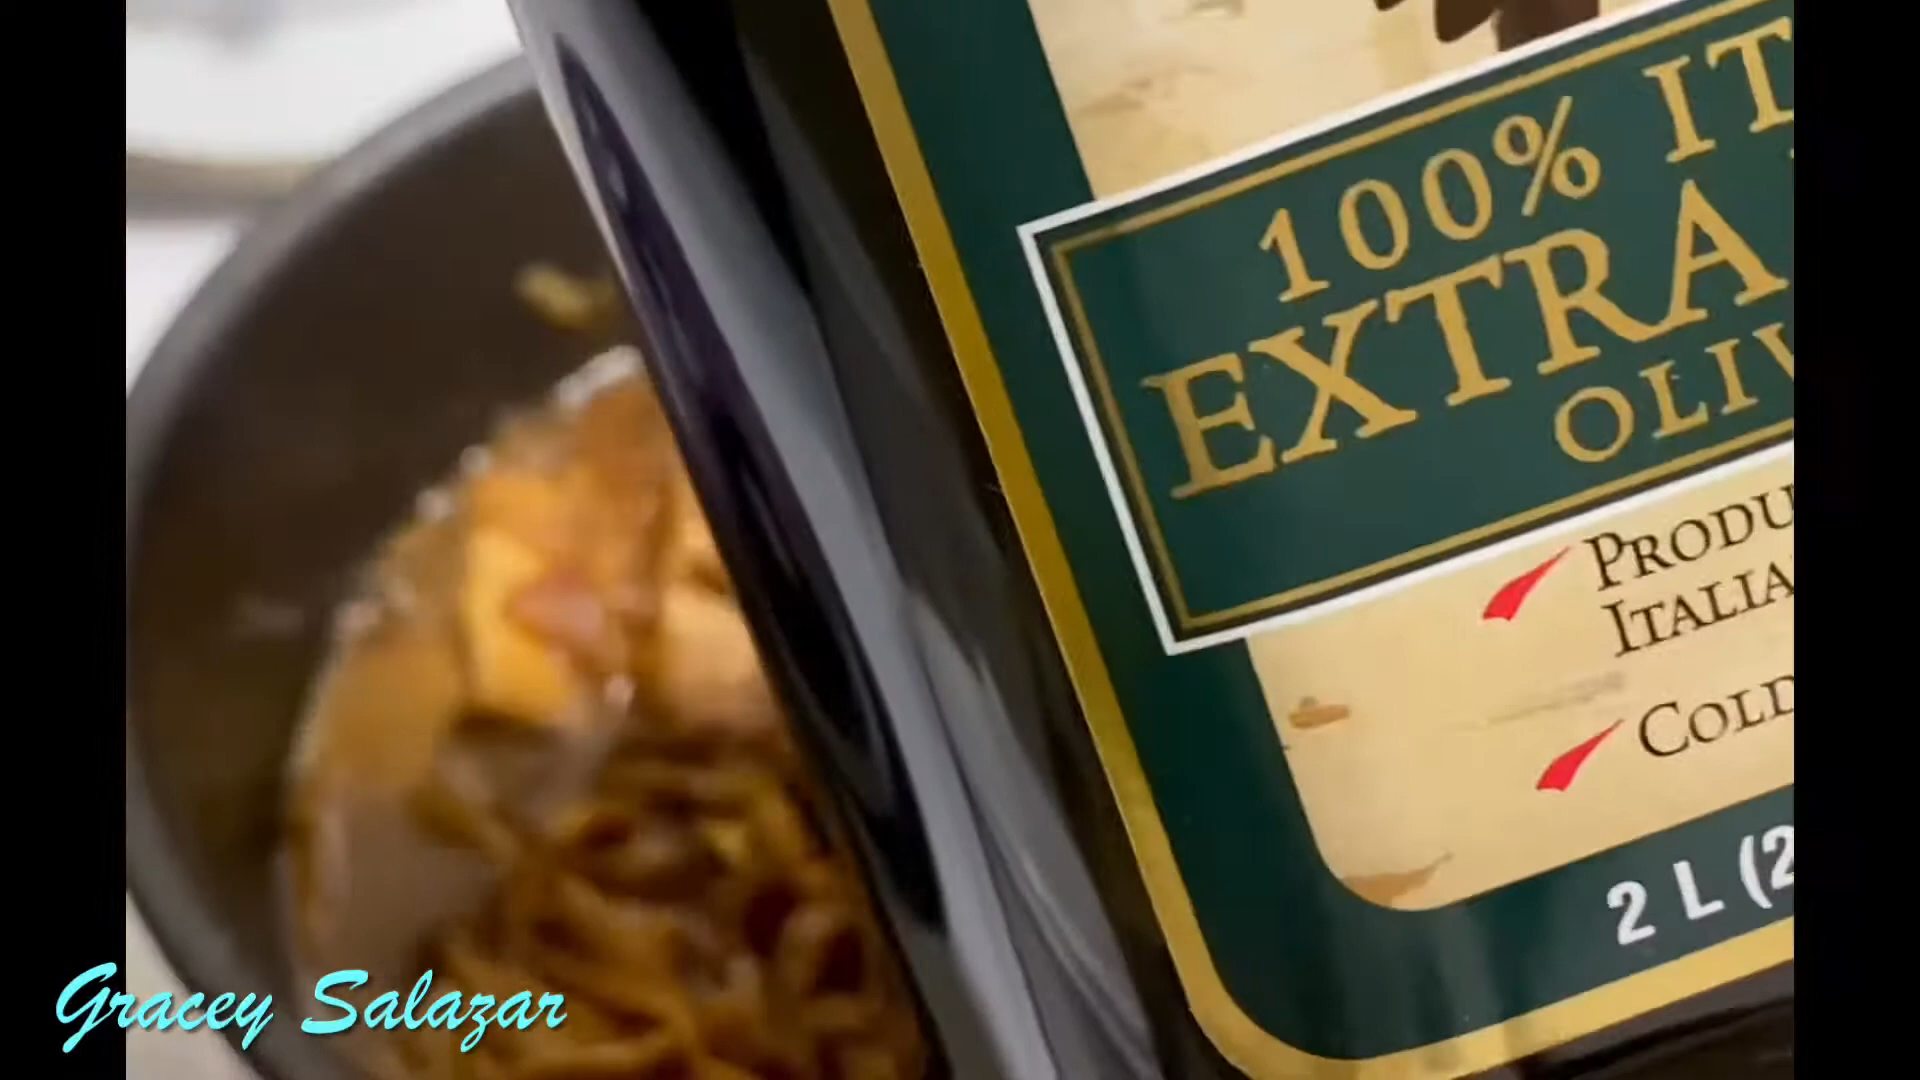 100% IT
EXTRA
OLIV
PRODU
ITALIA
COLD
2 L (2
Gracey Salazar